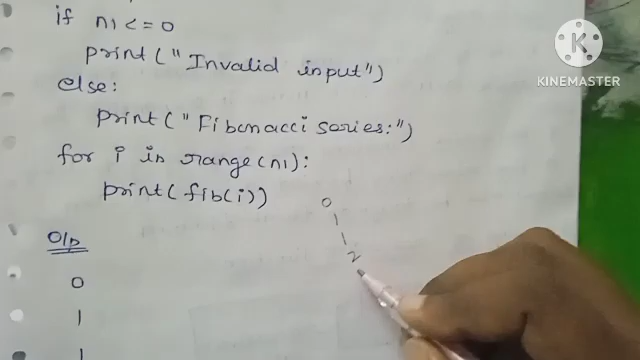 if n1 <= 0
print("Invalid input")
else:
print("Fibonacci series:")
for i in range(n1):
print(fib(i))
O/p
0
1
1
0
1
1
2
K
KINEMASTER